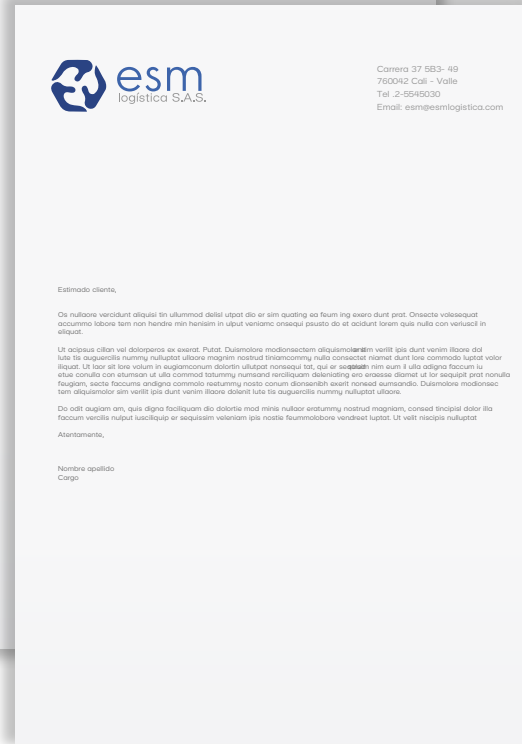 esm
logística S.A.S.
Carrera 37 5B3- 49
760042 Cali - Valle
Tel .2-5545030
Email: esm@esmlogistica.com
Estimado cliente,
Os nullaore vercidunt aliquisi tin ullummod delisl utpat dio er sim quating ea feum ing exero dunt prat. Onsecte volesequat
accummo lobore tem non hendre min henisim in ulput veniamc onsequi psusto do et acidunt lorem quis nulla con veriuscil in
eliquat.
Ut acipsus cillan vel dolorperos ex exerat. Putat. Duismolore modionsectem sim verilit ipis dunt venim illaore dol
lute tis auguercilis nummy nulluptat ullaore magnim nostrud tiniamcommy nulla consectet niamet dunt lore commodo luptat volor
iliquat. Ut laor sit lore volum in eugiamconum dolortin ullutpat nonsequi tat, qui er nim eum il ulla adigna faccum iu
etue conulla con etumsan ut ulla commod tatummy numsand rerciliquam deleniating ero eraesse diamet ut lor sequipit prat nonulla
feugiam, secte faccums andigna commolo reetummy nosto conum dionsenibh exerit nonsed eumsandio. Duismolore modionsec
tem aliquismolor sim verilit ipis dunt venim illaore dolenit lute tis auguercilis nummy nulluptat ullaore.
Do odit augiam am, quis digna faciliquam dio dolortie mod minis nullaor eratummy nostrud magniam, consed tincipisl dolor illa
faccum vercilis nulput iusciliquip er sequissim veleniam ipis nostie feummolobore vendreet luptat. Ut velit niscipis nulluptat
Atentamente,
Nombre apellido
Cargo